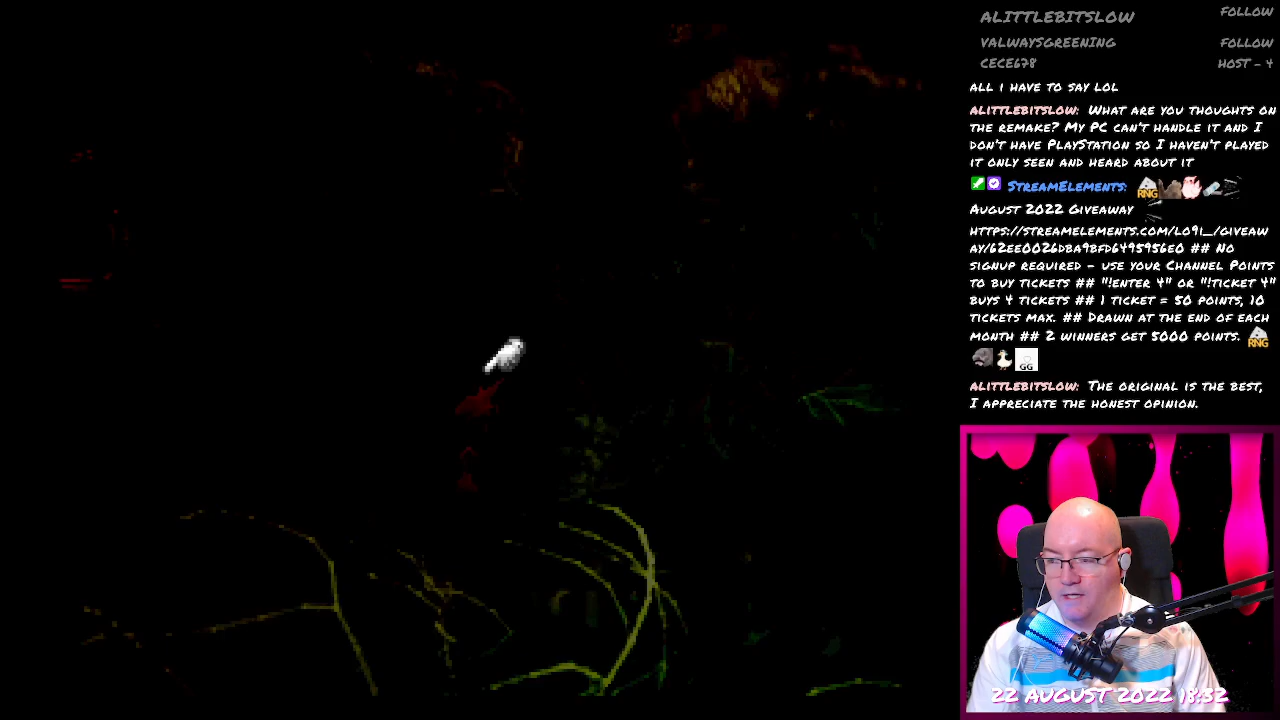 ALITTLEBITSLOW FOLLOW
VALWAYSGREENING FOLLOW
CECE678 HOST - 4
ALL I HAVE TO SAY LOL
ALITTLEBITSLOW: WHAT ARE YOU THOUGHTS ON
THE REMAKE? MY PC CAN'T HANDLE IT AND I
DON'T HAVE PLAYSTATION SO I HAVEN'T PLAYED
IT ONLY SEEN AND HEARD ABOUT IT
STREAMELEMENTS: RNG
AUGUST 2022 GIVEAWAY
HTTPS://STREAMELEMENTS.COM/LO9I_/GIVEAW
AY/62EE0026DBA9BFD6495956E0 ## NO
SIGNUP REQUIRED - USE YOUR CHANNEL POINTS
TO BUY TICKETS ## "!ENTER 4" OR "!TICKET 4"
BUYS 4 TICKETS ## 1 TICKET = 50 POINTS, 10
TICKETS MAX. ## DRAWN AT THE END OF EACH
MONTH ## 2 WINNERS GET 5000 POINTS. RNG
GG
ALITTLEBITSLOW: THE ORIGINAL IS THE BEST,
I APPRECIATE THE HONEST OPINION.
22 AUGUST 2022 18:32